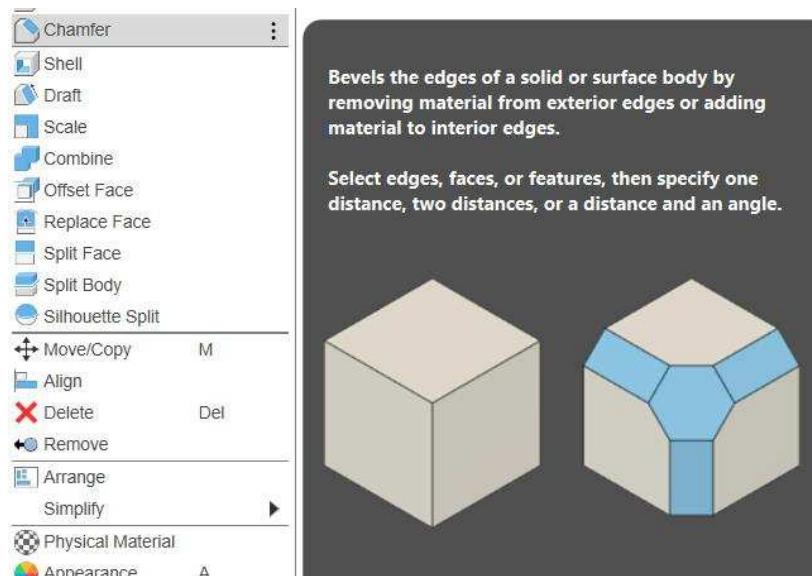 Chamfer
Shell
Draft
Scale
Combine
Offset Face
Replace Face
Split Face
Split Body
Silhouette Split
Move/Copy M
Align
Delete Del
Remove
Arrange
Simplify
Physical Material
Appearance A
Bevels the edges of a solid or surface body by
removing material from exterior edges or adding
material to interior edges.
Select edges, faces, or features, then specify one
distance, two distances, or a distance and an angle.